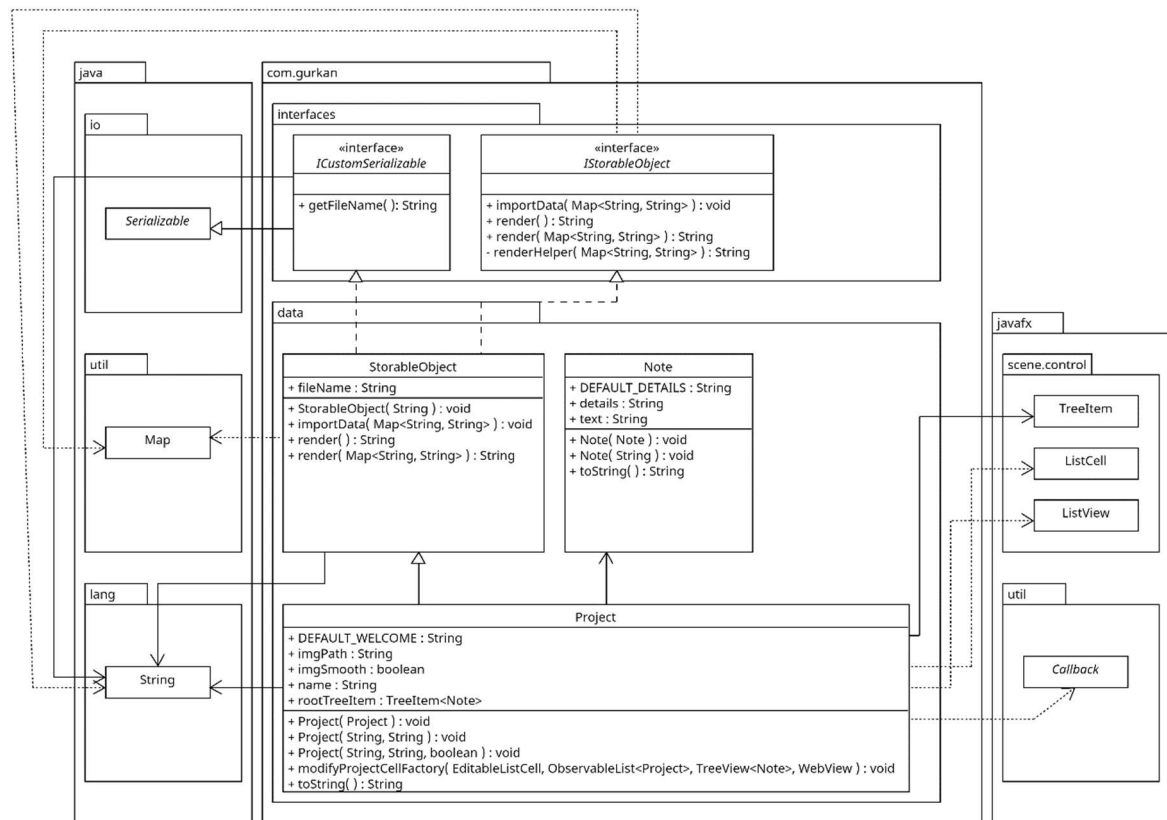 java
com.gurkan
io
Serializable
util
Map
lang
String
interfaces
«interface»
ICustomSerializable
+ getFileName( ): String
«interface»
IStorableObject
+ importData( Map<String, String> ) : void
+ render( ) : String
+ render( Map<String, String> ) : String
- renderHelper( Map<String, String> ) : String
data
StorableObject
+ fileName : String
+ StorableObject( String ) : void
+ importData( Map<String, String> ) : void
+ render( ) : String
+ render( Map<String, String> ) : String
Note
+ DEFAULT_DETAILS : String
+ details : String
+ text : String
+ Note( Note ) : void
+ Note( String ) : void
+ toString( ) : String
Project
+ DEFAULT_WELCOME : String
+ imgPath : String
+ imgSmooth : boolean
+ name : String
+ rootTreeItem : TreeItem<Note>
+ Project( Project ) : void
+ Project( String, String ) : void
+ Project( String, String, boolean ) : void
+ modifyProjectCellFactory( EditableListCell, ObservableList<Project>, TreeView<Note>, WebView ) : void
+ toString( ) : String
javafx
scene.control
TreeItem
ListCell
ListView
util
Callback